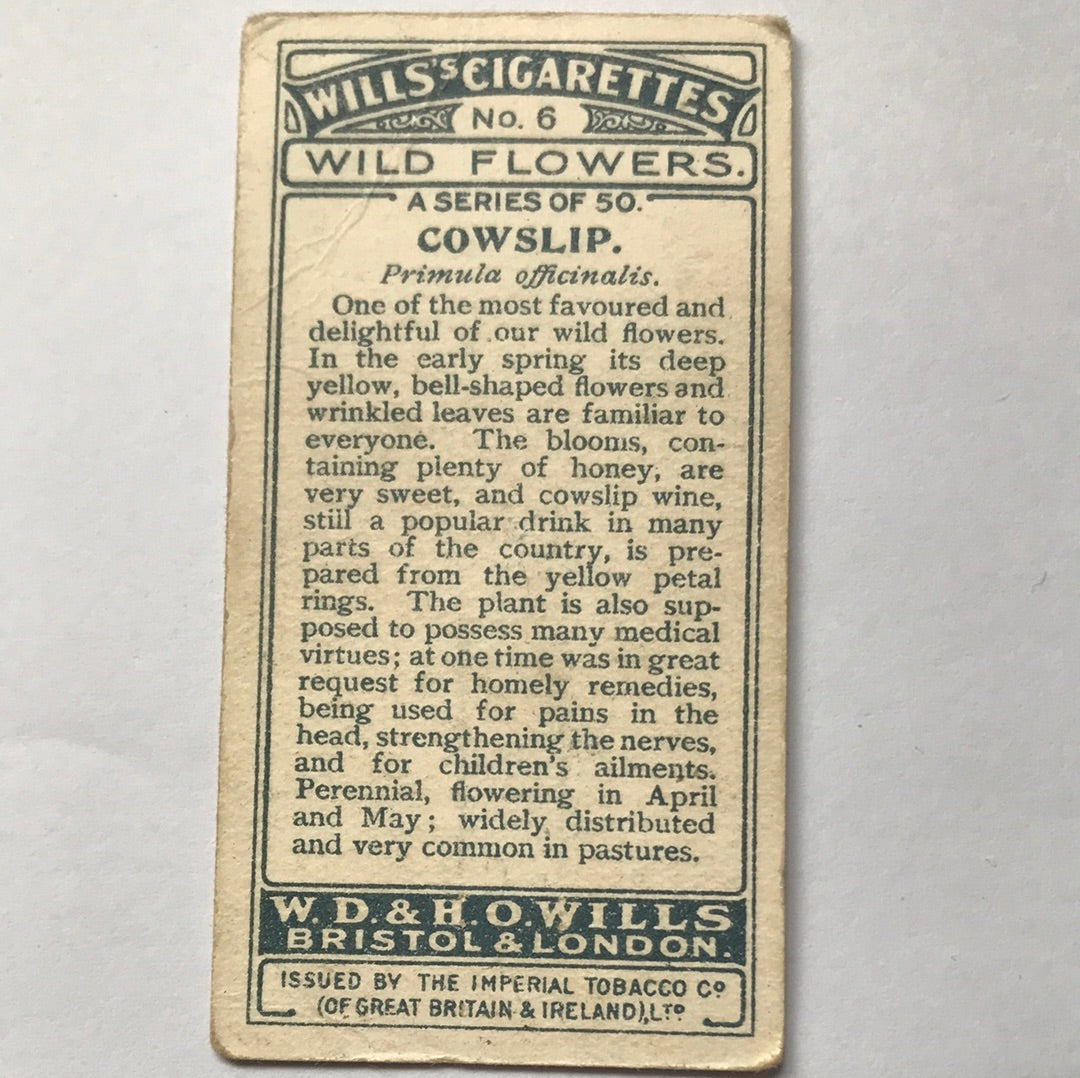 WILLS'S CIGARETTES
No. 6
WILD FLOWERS.
A SERIES OF 50.
COWSLIP.
Primula officinalis.
One of the most favoured and
delightful of our wild flowers.
In the early spring its deep
yellow, bell-shaped flowers and
wrinkled leaves are familiar to
everyone. The blooms, con-
taining plenty of honey, are
very sweet, and cowslip wine,
still a popular drink in many
parts of the country, is pre-
pared from the yellow petal
rings. The plant is also sup-
posed to possess many medical
virtues; at one time was in great
request for homely remedies,
being used for pains in the
head, strengthening the nerves,
and for children's ailments.
Perennial, flowering in April
and May; widely distributed
and very common in pastures.
W. D. & H. O. WILLS
BRISTOL & LONDON.
ISSUED BY THE IMPERIAL TOBACCO Co
(OF GREAT BRITAIN & IRELAND), LTD